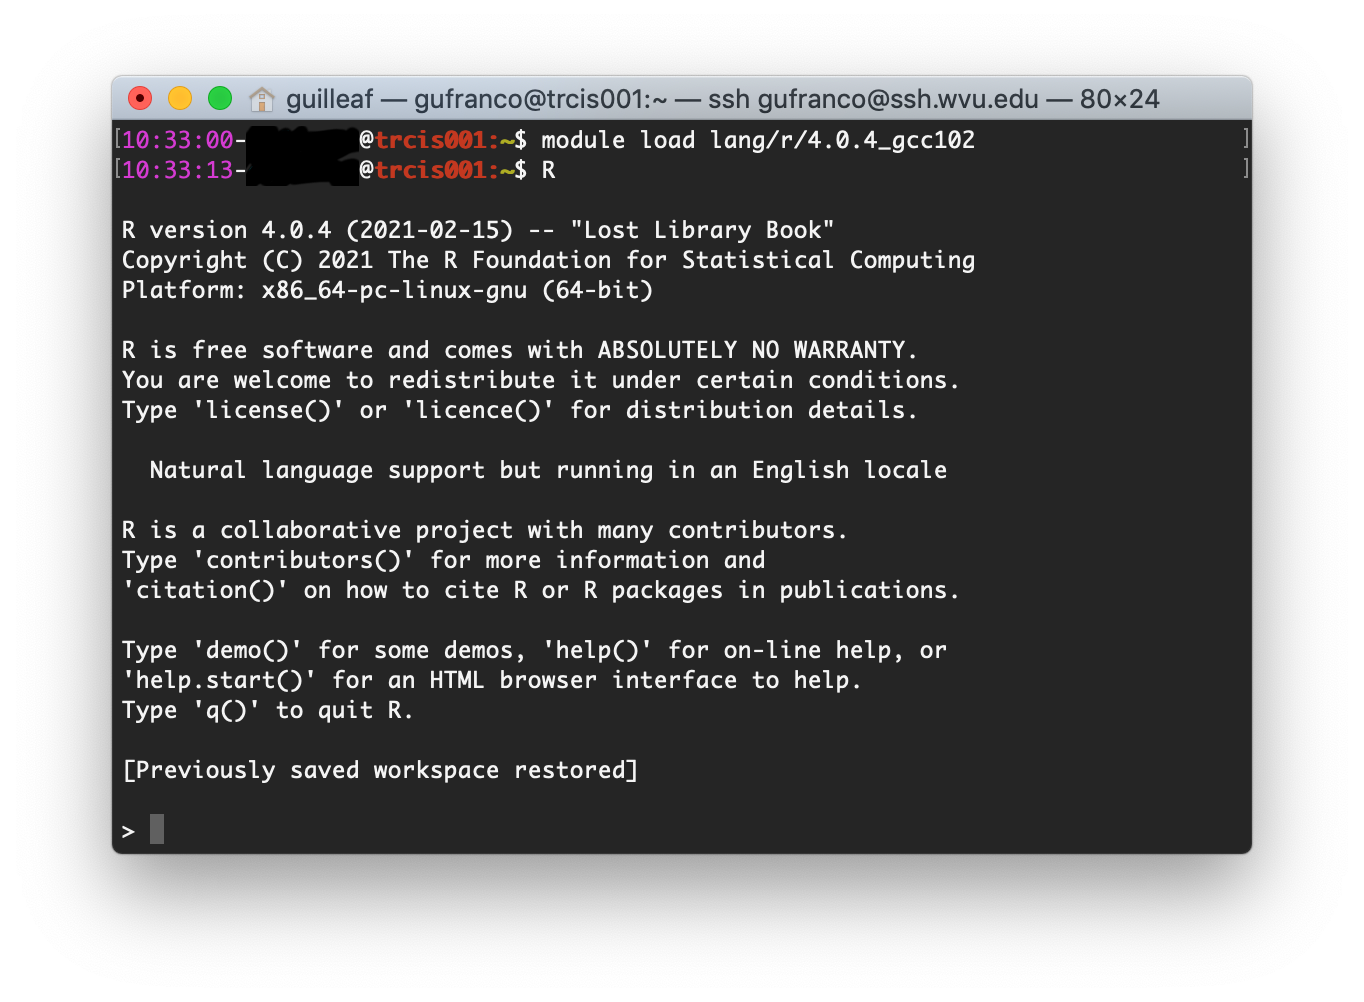 guilleaf — gufranco@trcis001:~ — ssh gufranco@ssh.wvu.edu — 80×24
[10:33:00-@trcis001:~$ module load lang/r/4.0.4_gcc102 ]
[10:33:13-@trcis001:~$ R ]
R version 4.0.4 (2021-02-15) -- "Lost Library Book"
Copyright (C) 2021 The R Foundation for Statistical Computing
Platform: x86_64-pc-linux-gnu (64-bit)
R is free software and comes with ABSOLUTELY NO WARRANTY.
You are welcome to redistribute it under certain conditions.
Type 'license()' or 'licence()' for distribution details.
Natural language support but running in an English locale
R is a collaborative project with many contributors.
Type 'contributors()' for more information and
'citation()' on how to cite R or R packages in publications.
Type 'demo()' for some demos, 'help()' for on-line help, or
'help.start()' for an HTML browser interface to help.
Type 'q()' to quit R.
[Previously saved workspace restored]
>